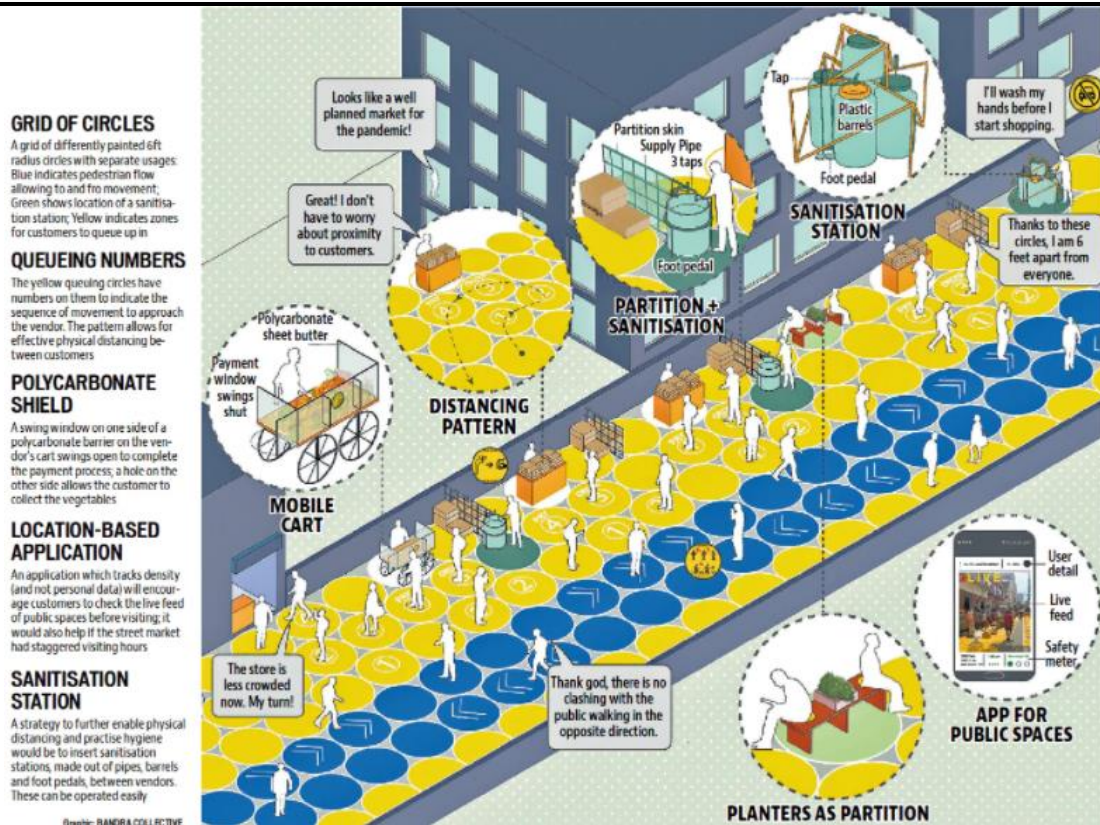 GRID OF CIRCLES
A grid of differently painted 6ft
radius circles with separate usages:
Blue indicates pedestrian flow
allowing to and fro movement;
Green shows location of a sanitisa-
tion station; Yellow indicates zones
for customers to queue up in
QUEUEING NUMBERS
The yellow queuing circles have
numbers on them to indicate the
sequence of movement to approach
the vendor. The pattern allows for
effective physical distancing be-
tween customers
POLYCARBONATE
SHIELD
A swing window on one side of a
polycarbonate barrier on the ven-
dor's cart swings open to complete
the payment process; a hole on the
other side allows the customer to
collect the vegetables
LOCATION-BASED
APPLICATION
An application which tracks density
(and not personal data) will encour-
age customers to check the live feed
of public spaces before visiting; it
would also help if the street market
had staggered visiting hours
SANITISATION
STATION
A strategy to further enable physical
distancing and practise hygiene
would be to insert sanitisation
stations, made out of pipes, barrels
and foot pedals, between vendors.
These can be operated easily
Graphic: BANDRA COLLECTIVE
Looks like a well
planned market for
the pandemic!
Great! I don't
have to worry
about proximity
to customers.
Polycarbonate
sheet butter
Payment
window
swings
shut
MOBILE
CART
DISTANCING
PATTERN
Partition skin
Supply Pipe
3 taps
Foot pedal
PARTITION +
SANITISATION
Tap
Plastic
barrels
Foot pedal
SANITISATION
STATION
I'll wash my
hands before I
start shopping.
Thanks to these
circles, I am 6
feet apart from
everyone.
The store is
less crowded
now. My turn!
Thank god, there is no
clashing with the
public walking in the
opposite direction.
PLANTERS AS PARTITION
LIVE
User
detail
Live
feed
Safety
meter
APP FOR
PUBLIC SPACES